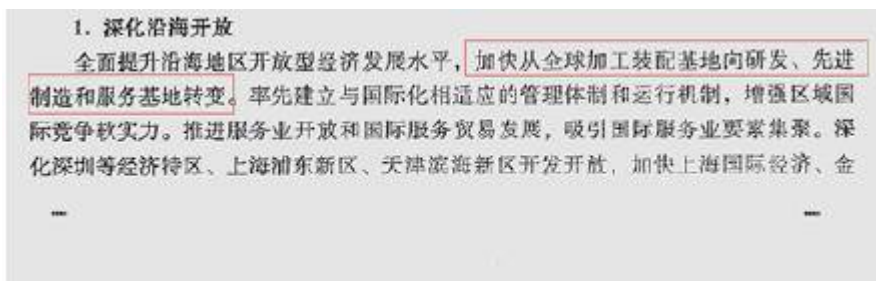 1. 深化沿海开放
全面提升沿海地区开放型经济发展水平，加快从全球加工装配基地向研发、先进
制造和服务基地转变。率先建立与国际化相适应的管理体制和运行机制，增强区域国
际竞争软实力。推进服务业开放和国际服务贸易发展，吸引国际服务业要素集聚。深
化深圳等经济特区、上海浦东新区、天津滨海新区开发开放，加快上海国际经济、金